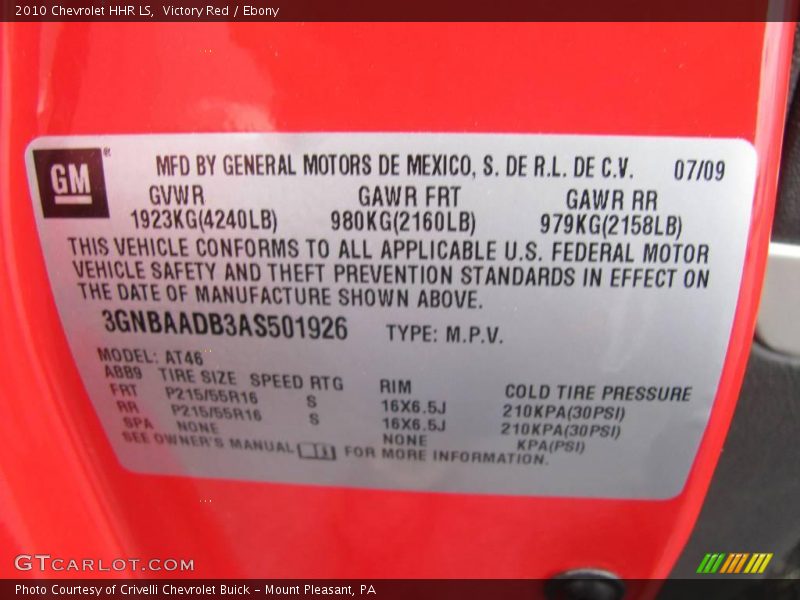 2010 Chevrolet HHR LS, Victory Red / Ebony
GM®
MFD BY GENERAL MOTORS DE MEXICO, S. DE R.L. DE C.V. 07/09
GVWR GAWR FRT GAWR RR
1923KG(4240LB) 980KG(2160LB) 979KG(2158LB)
THIS VEHICLE CONFORMS TO ALL APPLICABLE U.S. FEDERAL MOTOR
VEHICLE SAFETY AND THEFT PREVENTION STANDARDS IN EFFECT ON
THE DATE OF MANUFACTURE SHOWN ABOVE.
3GNBAADB3AS501926 TYPE: M.P.V.
MODEL: AT46
ABB9 TIRE SIZE SPEED RTG RIM COLD TIRE PRESSURE
FRT P215/55R16 S 16X6.5J 210KPA(30PSI)
RR P215/55R16 S 16X6.5J 210KPA(30PSI)
SPA NONE NONE KPA(PSI)
SEE OWNER'S MANUAL FOR MORE INFORMATION.
GTCARLOT.COM
Photo Courtesy of Crivelli Chevrolet Buick – Mount Pleasant, PA